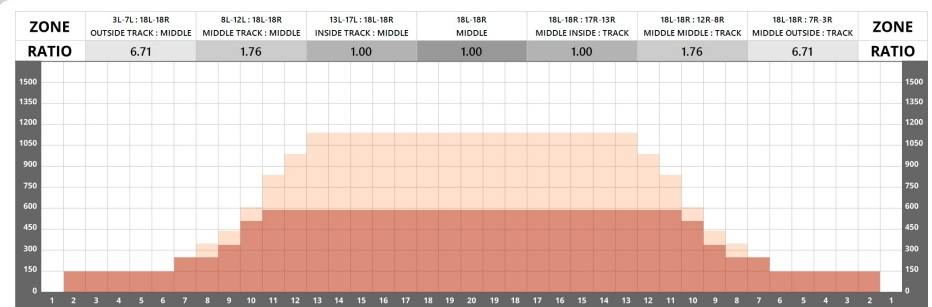 ZONE 3L-7L : 18L-18R 8L-12L : 18L-18R 13L-17L : 18L-18R 18L-18R 18L-18R : 17R-13R 18L-18R : 12R-8R 18L-18R : 7R-3R ZONE
OUTSIDE TRACK : MIDDLE MIDDLE TRACK : MIDDLE INSIDE TRACK : MIDDLE MIDDLE MIDDLE INSIDE : TRACK MIDDLE MIDDLE : TRACK MIDDLE OUTSIDE : TRACK
RATIO 6.71 1.76 1.00 1.00 1.00 1.76 6.71 RATIO
1500 1500
1350 1350
1200 1200
1050 1050
900 900
750 750
600 600
450 450
300 300
150 150
0 0
1 2 3 4 5 6 7 8 9 10 11 12 13 14 15 16 17 18 19 20 19 18 17 16 15 14 13 12 11 10 9 8 7 6 5 4 3 2 1